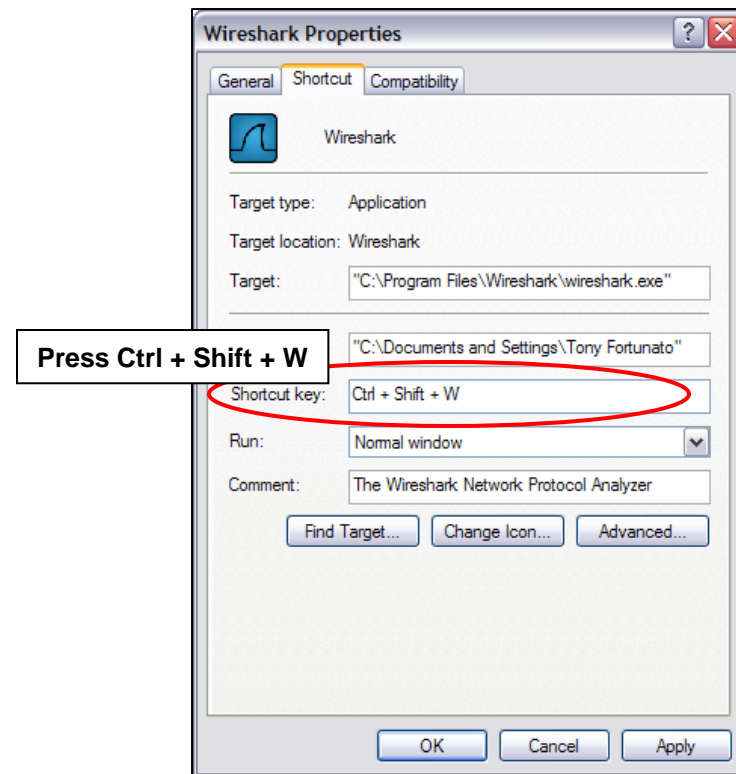 Wireshark Properties
General Shortcut Compatibility
Wireshark
Target type: Application
Target location: Wireshark
Target: "C:\Program Files\Wireshark\wireshark.exe"
Press Ctrl + Shift + W
"C:\Documents and Settings\Tony Fortunato"
Shortcut key: Ctrl + Shift + W
Run: Normal window
Comment: The Wireshark Network Protocol Analyzer
Find Target... Change Icon... Advanced...
OK Cancel Apply